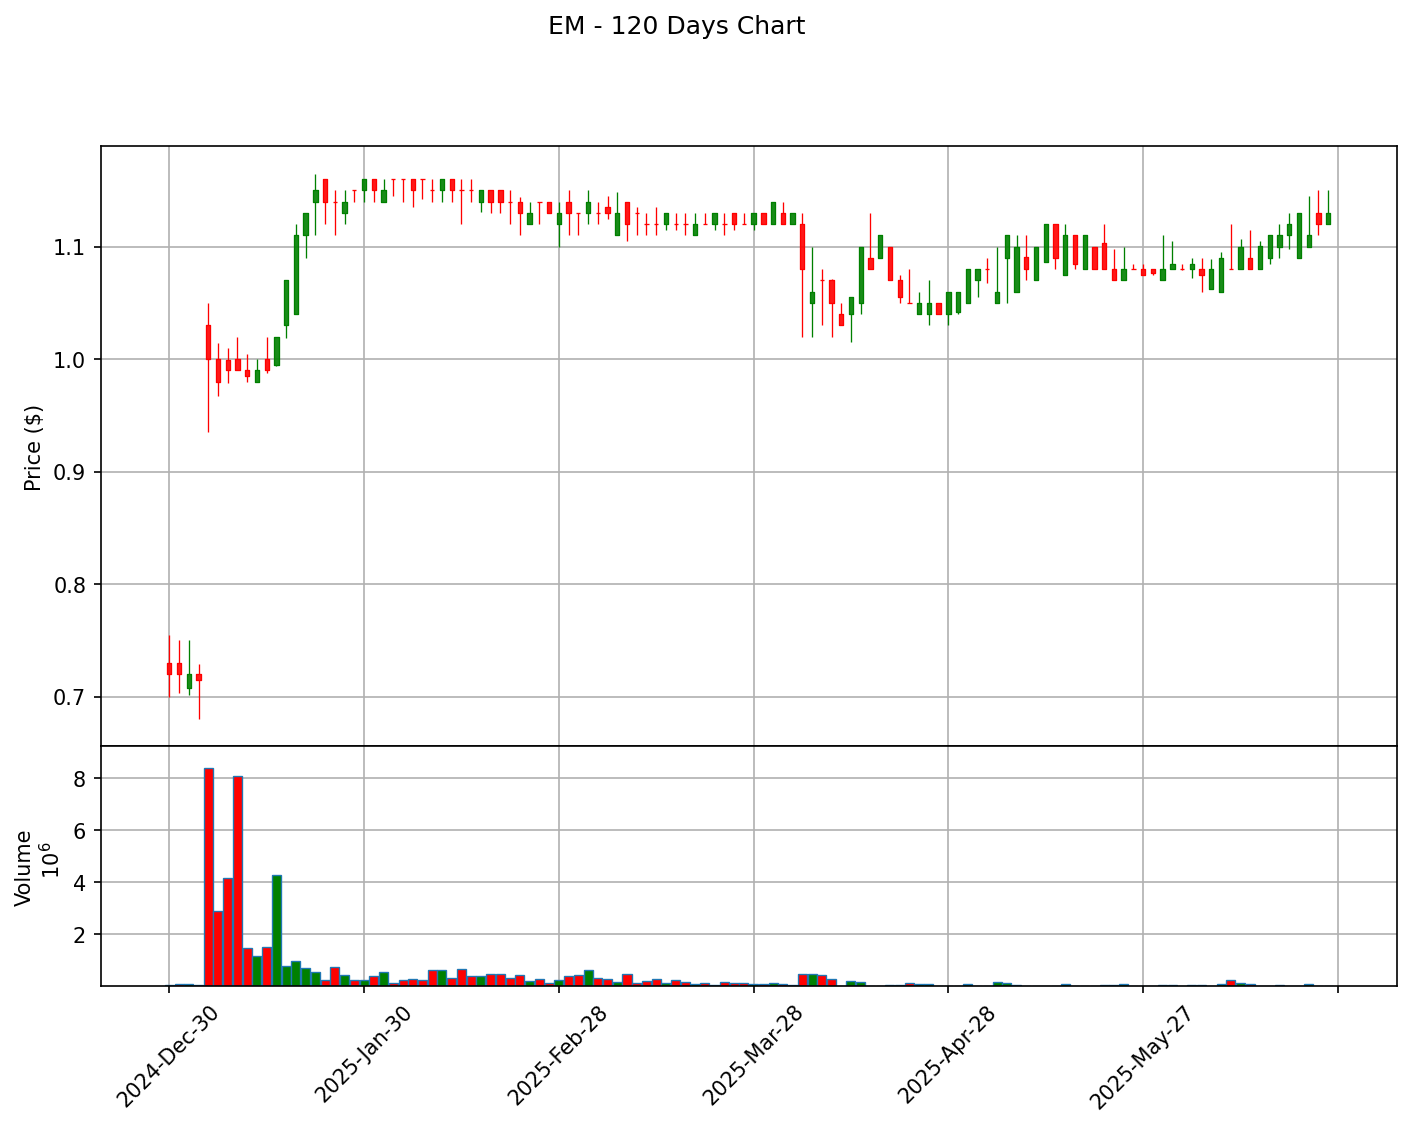 EM - 120 Days Chart
Price ($)
1.1
1.0
0.9
0.8
0.7
Volume
10^6
8
6
4
2
2024-Dec-30
2025-Jan-30
2025-Feb-28
2025-Mar-28
2025-Apr-28
2025-May-27